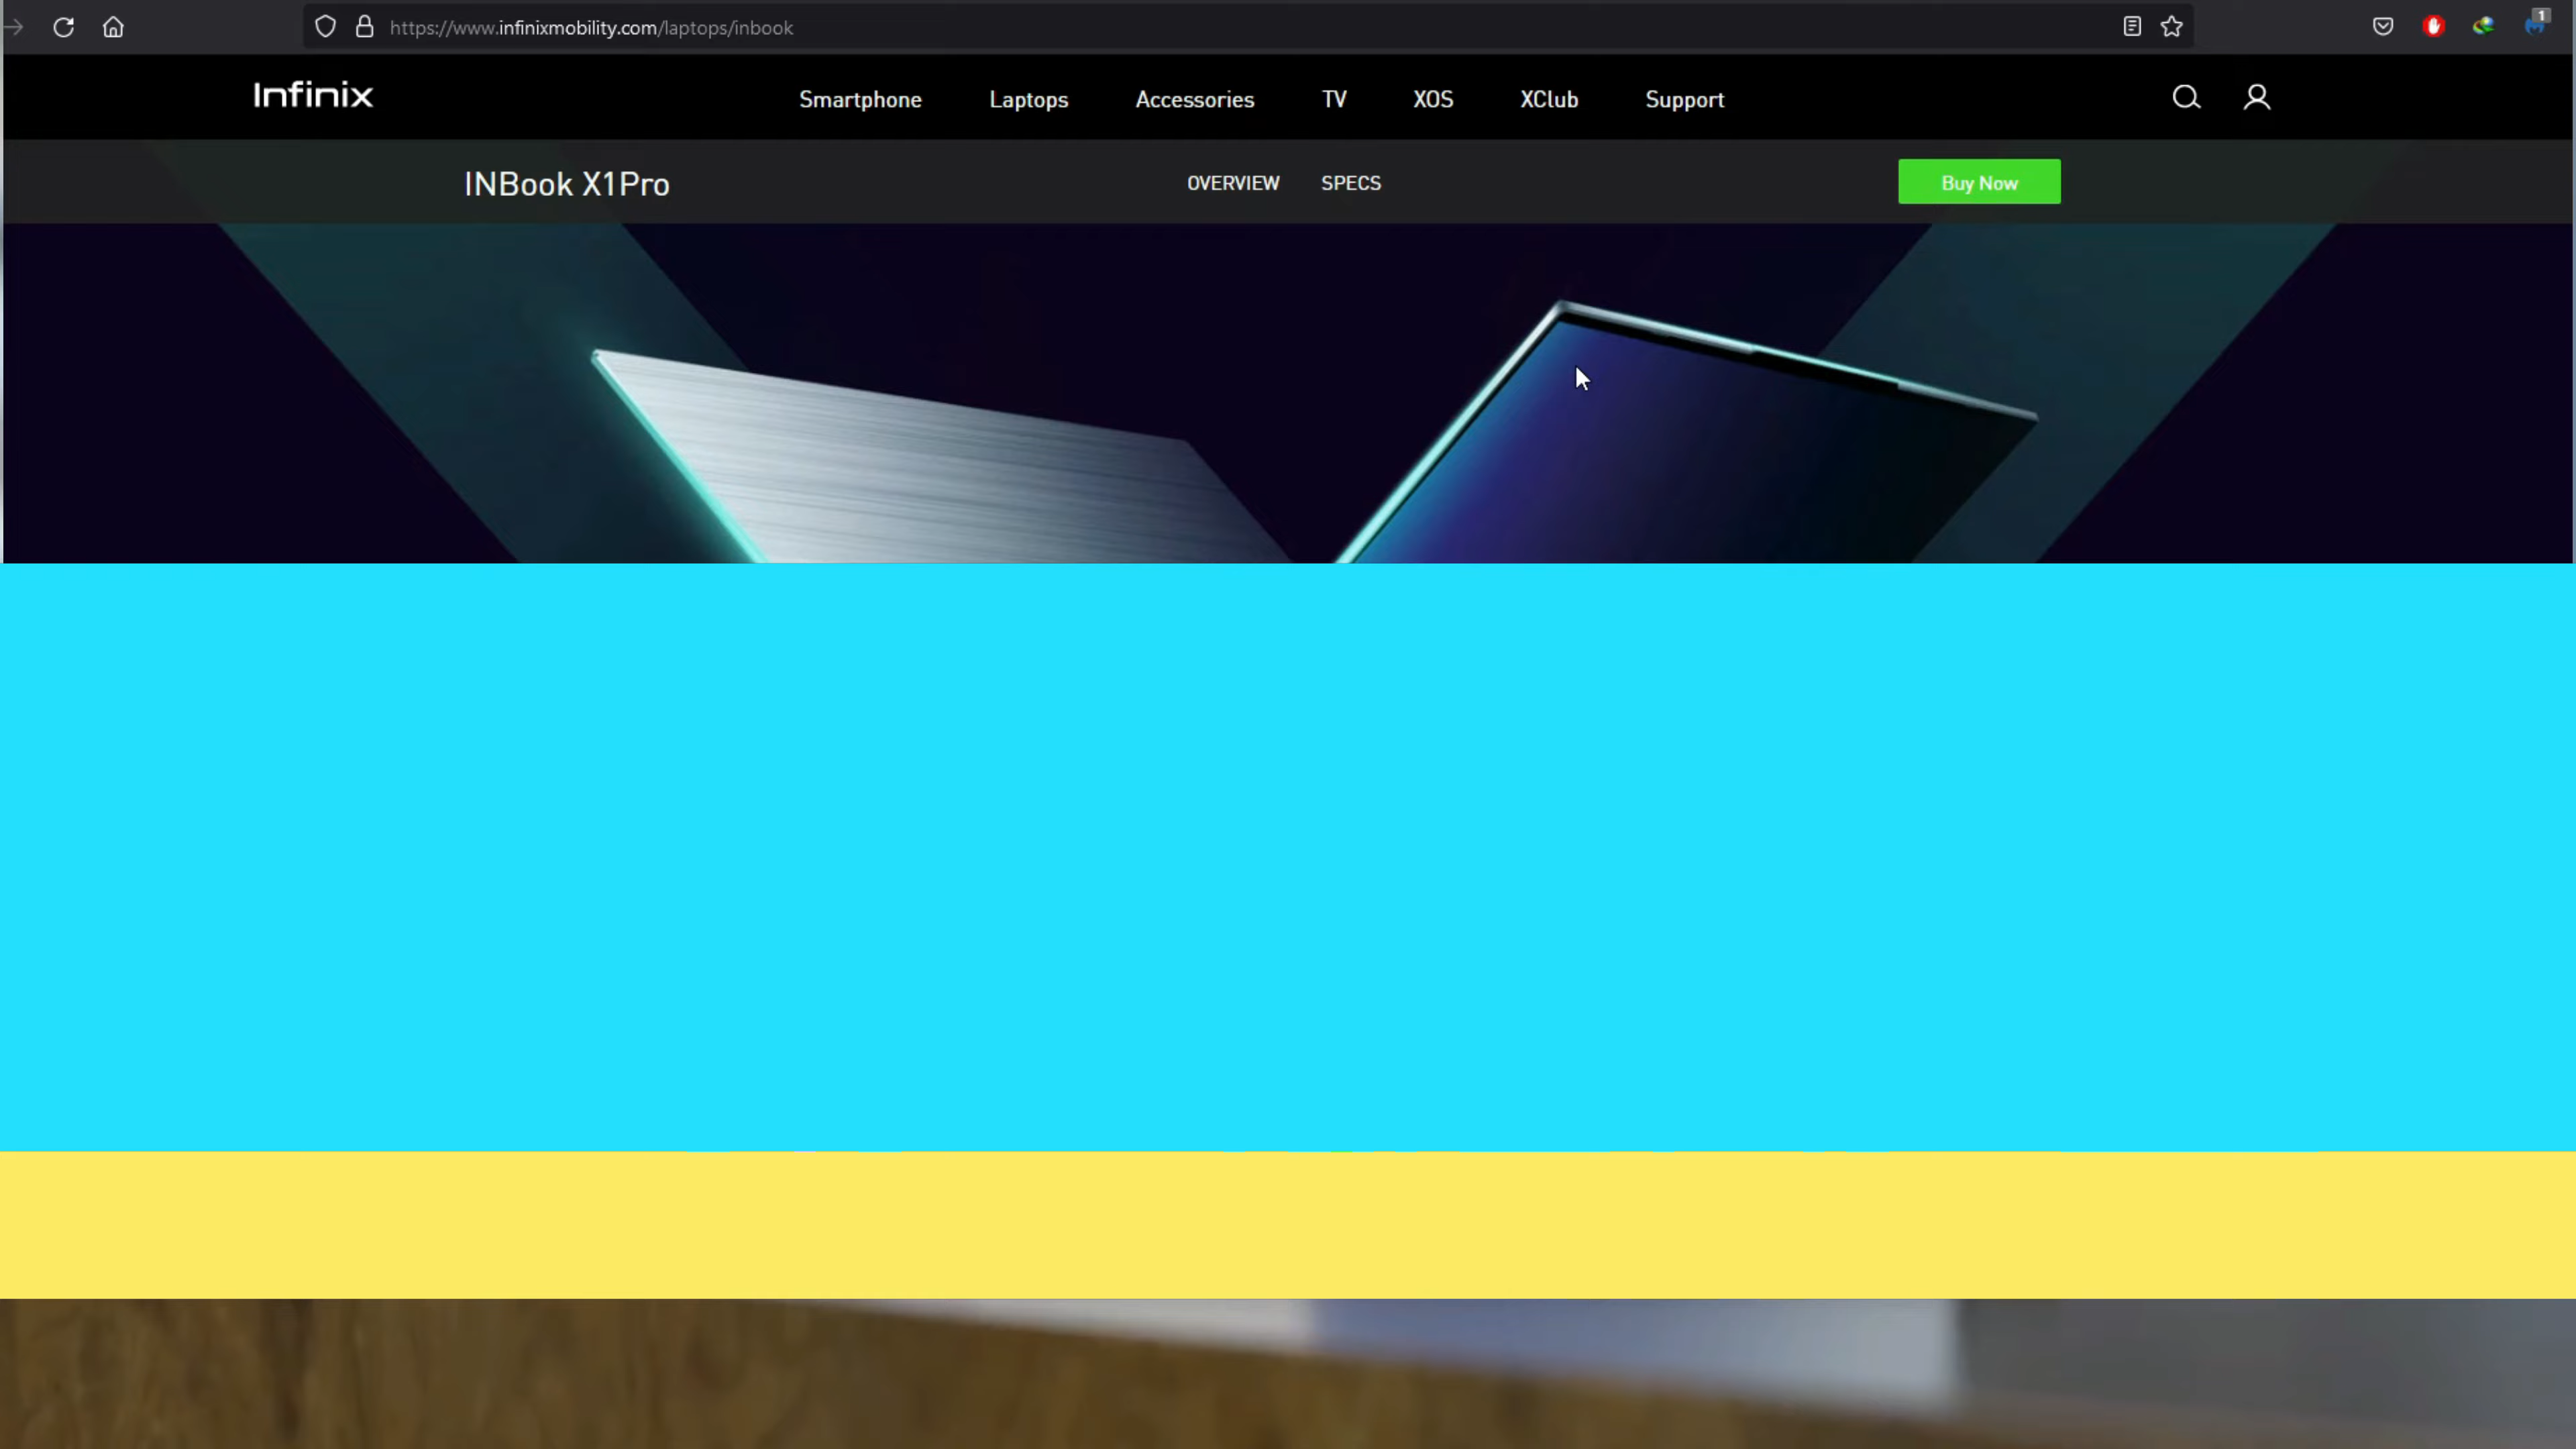 https://www.infinixmobility.com/laptops/inbook
1
Infinix
Smartphone Laptops Accessories TV XOS XClub Support
INBook X1Pro
OVERVIEW SPECS
Buy Now